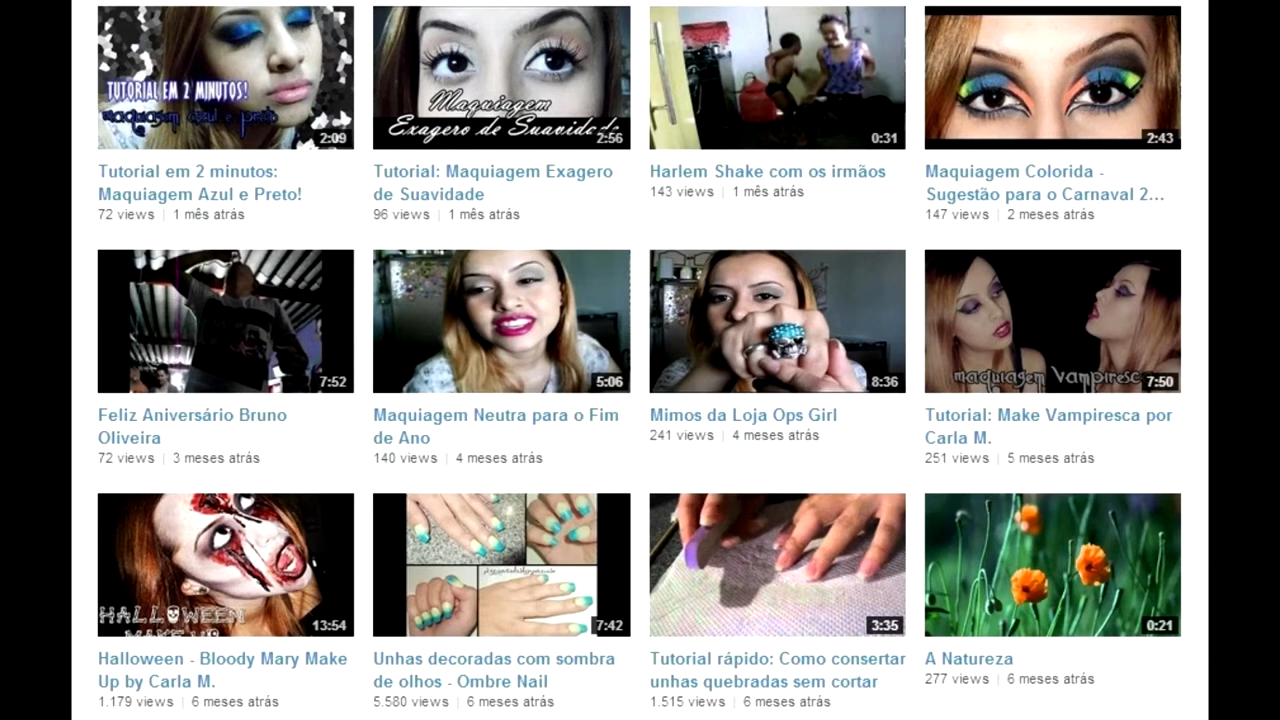 TUTORIAL EM 2 MINUTOS!
maquiagem azul e preto
2:09
Maquiagem
Exagero de Suavidade
2:56
0:31
2:43
Tutorial em 2 minutos:
Maquiagem Azul e Preto!
72 views | 1 mês atrás
Tutorial: Maquiagem Exagero
de Suavidade
96 views | 1 mês atrás
Harlem Shake com os irmãos
143 views | 1 mês atrás
Maquiagem Colorida -
Sugestão para o Carnaval 2...
147 views | 2 meses atrás
7:52
5:06
8:36
maquiagem Vampiresc
7:50
Feliz Aniversário Bruno
Oliveira
72 views | 3 meses atrás
Maquiagem Neutra para o Fim
de Ano
140 views | 4 meses atrás
Mimos da Loja Ops Girl
241 views | 4 meses atrás
Tutorial: Make Vampiresca por
Carla M.
251 views | 5 meses atrás
HALLOWEEN
MAKE UP
13:54
7:42
3:35
0:21
Halloween - Bloody Mary Make
Up by Carla M.
1.179 views | 6 meses atrás
Unhas decoradas com sombra
de olhos - Ombre Nail
5.580 views | 6 meses atrás
Tutorial rápido: Como consertar
unhas quebradas sem cortar
1.515 views | 6 meses atrás
A Natureza
277 views | 6 meses atrás